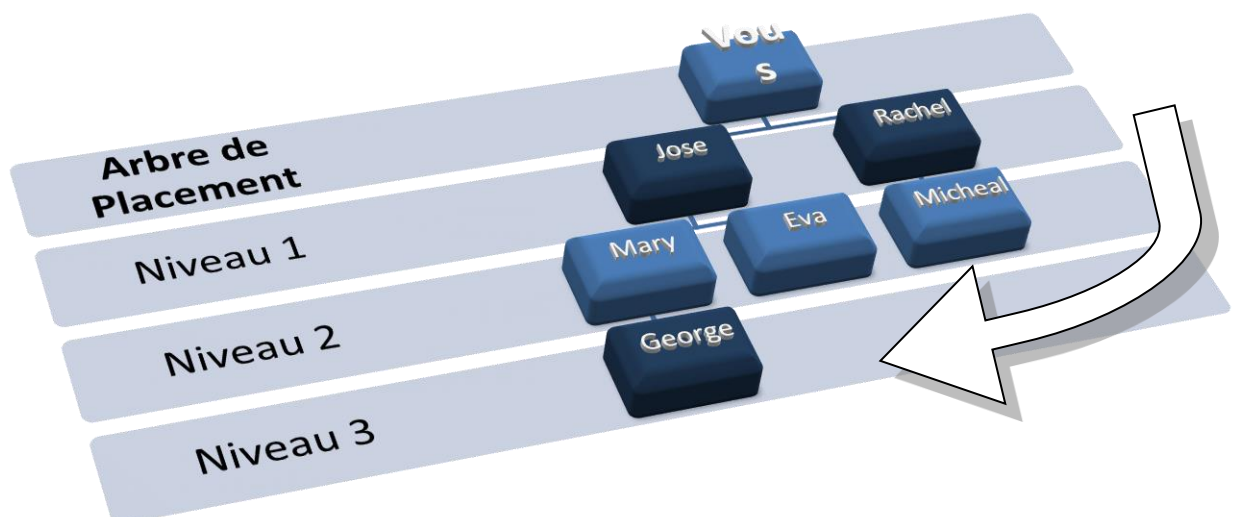 Vou
s
Arbre de
Placement
Jose
Rachel
Niveau 1
Mary
Eva
Micheal
Niveau 2
George
Niveau 3